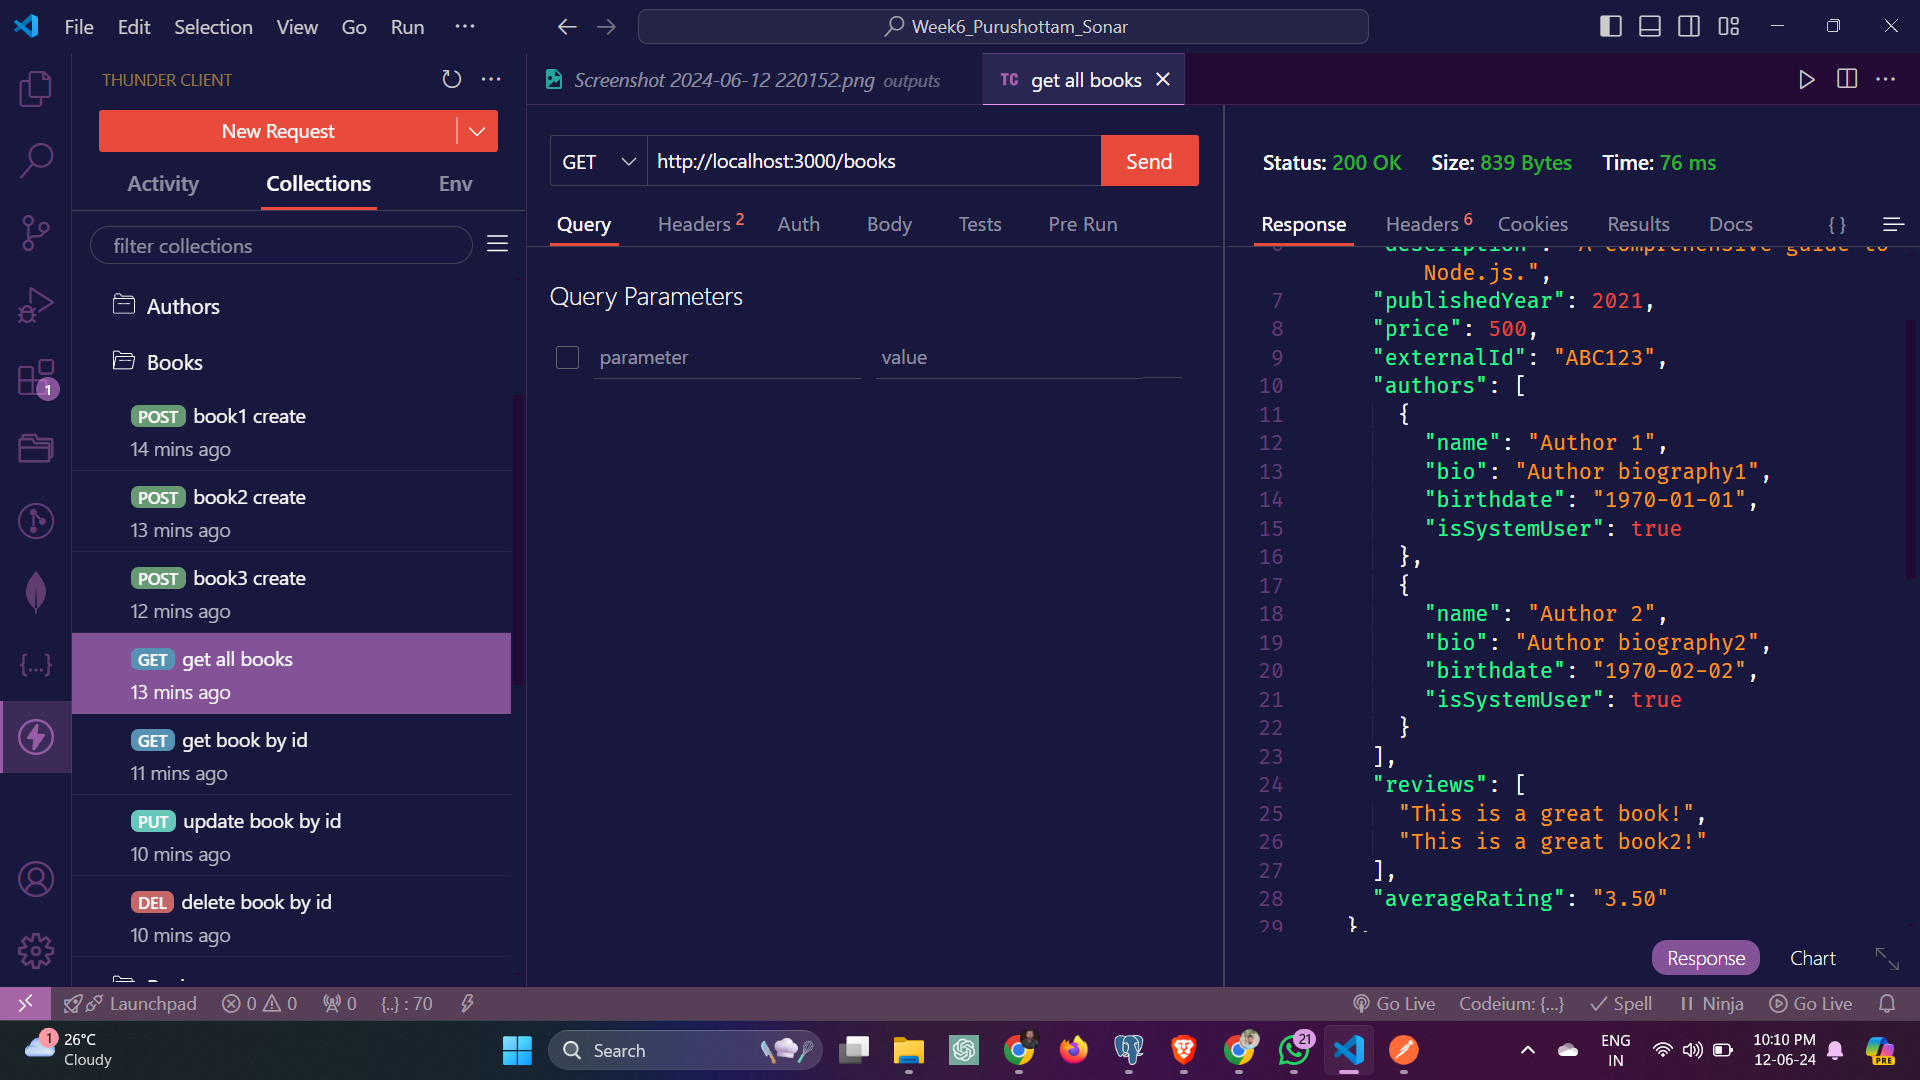 File Edit Selection View Go Run ···
Week6_Purushottam_Sonar
THUNDER CLIENT
New Request
Activity Collections Env
filter collections
Authors
Books
POST book1 create
14 mins ago
POST book2 create
13 mins ago
POST book3 create
12 mins ago
GET get all books
13 mins ago
GET get book by id
11 mins ago
PUT update book by id
10 mins ago
DEL delete book by id
10 mins ago
1
Screenshot 2024-06-12 220152.png outputs
TC get all books
GET http://localhost:3000/books Send
Query Headers 2 Auth Body Tests Pre Run
Query Parameters
parameter value
Status: 200 OK Size: 839 Bytes Time: 76 ms
Response Headers 6 Cookies Results Docs { }
"description": "A comprehensive guide to
Node.js.",
7 "publishedYear": 2021,
8 "price": 500,
9 "externalId": "ABC123",
10 "authors": [
11 {
12 "name": "Author 1",
13 "bio": "Author biography1",
14 "birthdate": "1970-01-01",
15 "isSystemUser": true
16 },
17 {
18 "name": "Author 2",
19 "bio": "Author biography2",
20 "birthdate": "1970-02-02",
21 "isSystemUser": true
22 }
23 ],
24 "reviews": [
25 "This is a great book!",
26 "This is a great book2!"
27 ],
28 "averageRating": "3.50"
29 },
Response Chart
Launchpad 0 0 0 {..} : 70
Go Live Codeium: {...} Spell Ninja Go Live
1 26°C
Cloudy
Search
21
ENG
IN
10:10 PM
12-06-24
PRE